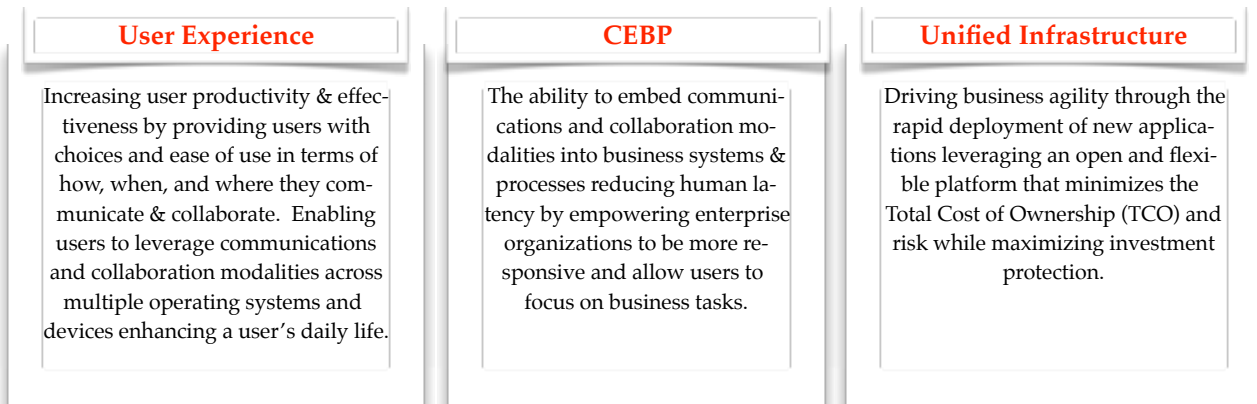 User Experience
Increasing user productivity & effec-
tiveness by providing users with
choices and ease of use in terms of
how, when, and where they com-
municate & collaborate.  Enabling
users to leverage communications
and collaboration modalities across
multiple operating systems and
devices enhancing a user's daily life.
CEBP
The ability to embed communi-
cations and collaboration mo-
dalities into business systems &
processes reducing human la-
tency by empowering enterprise
organizations to be more re-
sponsive and allow users to
focus on business tasks.
Unified Infrastructure
Driving business agility through the
rapid deployment of new applica-
tions leveraging an open and flexi-
ble platform that minimizes the
Total Cost of Ownership (TCO) and
risk while maximizing investment
protection.